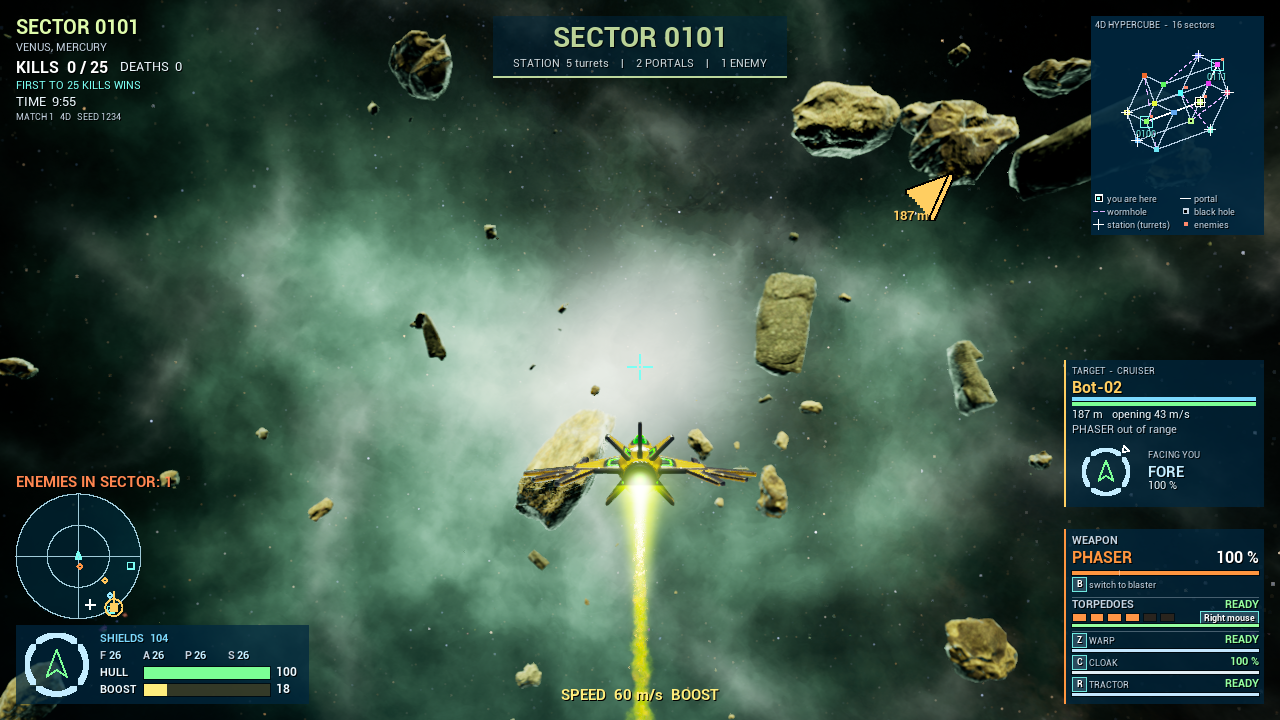 SECTOR 0101
VENUS, MERCURY
KILLS 0 / 25 DEATHS 0
FIRST TO 25 KILLS WINS
TIME 9:55
MATCH 1 4D SEED 1234
SECTOR 0101
STATION 5 turrets | 2 PORTALS | 1 ENEMY
4D HYPERCUBE - 16 sectors
0100
you are here
portal
wormhole
black hole
station (turrets)
enemies
187 m
TARGET - CRUISER
Bot-02
187 m opening 43 m/s
PHASER out of range
FACING YOU
FORE
100 %
ENEMIES IN SECTOR: 1
SHIELDS 104
F 26 A 26 P 26 S 26
HULL 100
BOOST 18
SPEED 60 m/s BOOST
WEAPON
PHASER 100 %
B switch to blaster
TORPEDOES READY
Right mouse
Z WARP READY
C CLOAK 100 %
R TRACTOR READY